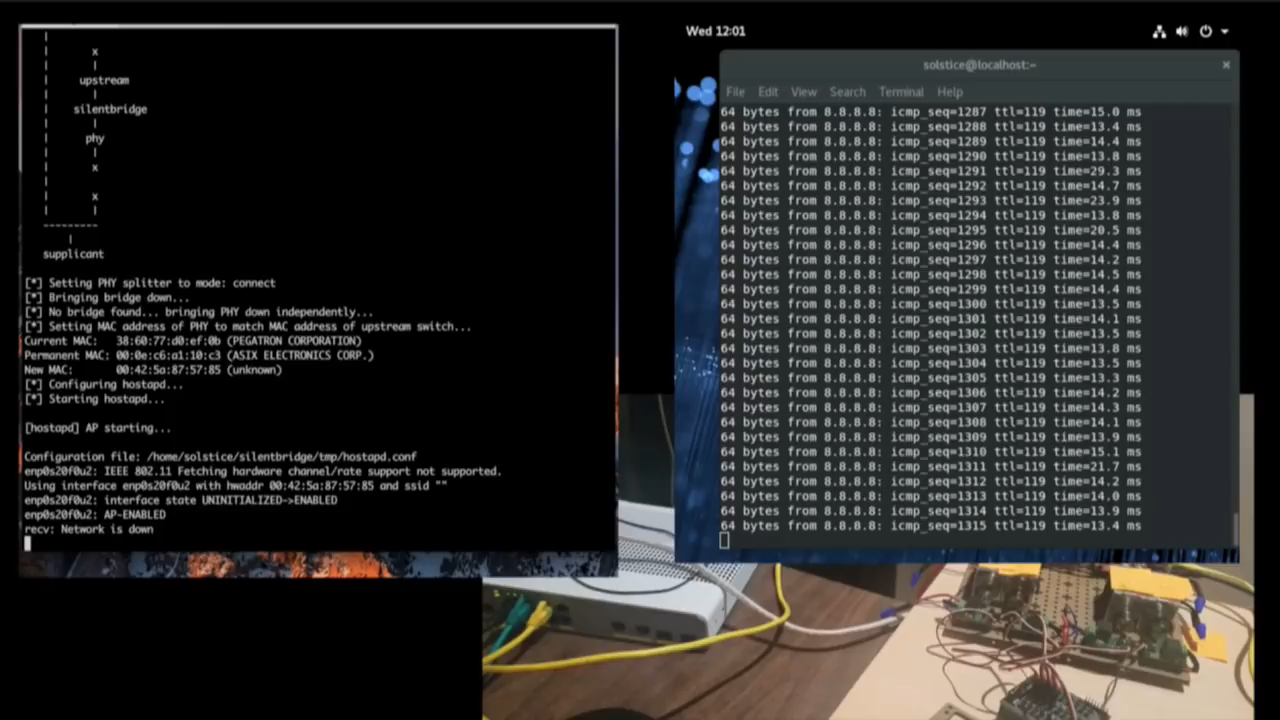 x
upstream
silentbridge
phy
x
x
---------
supplicant
[*] Setting PHY splitter to mode: connect
[*] Bringing bridge down...
[*] No bridge found... bringing PHY down independently...
[*] Setting MAC address of PHY to match MAC address of upstream switch...
Current MAC:   38:60:77:d0:ef:0b (PEGATRON CORPORATION)
Permanent MAC: 00:0e:c6:a1:10:c3 (ASIX ELECTRONICS CORP.)
New MAC:       00:42:5a:87:57:85 (unknown)
[*] Configuring hostapd...
[*] Starting hostapd...
[hostapd] AP starting...
Configuration file: /home/solstice/silentbridge/tmp/hostapd.conf
enp0s20f0u2: IEEE 802.11 Fetching hardware channel/rate support not supported.
Using interface enp0s20f0u2 with hwaddr 00:42:5a:87:57:85 and ssid ""
enp0s20f0u2: interface state UNINITIALIZED->ENABLED
enp0s20f0u2: AP-ENABLED
recv: Network is down
Wed 12:01
solstice@localhost:~
File Edit View Search Terminal Help
64 bytes from 8.8.8.8: icmp_seq=1287 ttl=119 time=15.0 ms
64 bytes from 8.8.8.8: icmp_seq=1288 ttl=119 time=13.4 ms
64 bytes from 8.8.8.8: icmp_seq=1289 ttl=119 time=14.4 ms
64 bytes from 8.8.8.8: icmp_seq=1290 ttl=119 time=13.8 ms
64 bytes from 8.8.8.8: icmp_seq=1291 ttl=119 time=29.3 ms
64 bytes from 8.8.8.8: icmp_seq=1292 ttl=119 time=14.7 ms
64 bytes from 8.8.8.8: icmp_seq=1293 ttl=119 time=23.9 ms
64 bytes from 8.8.8.8: icmp_seq=1294 ttl=119 time=13.8 ms
64 bytes from 8.8.8.8: icmp_seq=1295 ttl=119 time=20.5 ms
64 bytes from 8.8.8.8: icmp_seq=1296 ttl=119 time=14.4 ms
64 bytes from 8.8.8.8: icmp_seq=1297 ttl=119 time=14.2 ms
64 bytes from 8.8.8.8: icmp_seq=1298 ttl=119 time=14.5 ms
64 bytes from 8.8.8.8: icmp_seq=1299 ttl=119 time=14.4 ms
64 bytes from 8.8.8.8: icmp_seq=1300 ttl=119 time=13.5 ms
64 bytes from 8.8.8.8: icmp_seq=1301 ttl=119 time=14.1 ms
64 bytes from 8.8.8.8: icmp_seq=1302 ttl=119 time=13.5 ms
64 bytes from 8.8.8.8: icmp_seq=1303 ttl=119 time=13.8 ms
64 bytes from 8.8.8.8: icmp_seq=1304 ttl=119 time=13.5 ms
64 bytes from 8.8.8.8: icmp_seq=1305 ttl=119 time=13.3 ms
64 bytes from 8.8.8.8: icmp_seq=1306 ttl=119 time=14.2 ms
64 bytes from 8.8.8.8: icmp_seq=1307 ttl=119 time=14.3 ms
64 bytes from 8.8.8.8: icmp_seq=1308 ttl=119 time=14.1 ms
64 bytes from 8.8.8.8: icmp_seq=1309 ttl=119 time=13.9 ms
64 bytes from 8.8.8.8: icmp_seq=1310 ttl=119 time=15.1 ms
64 bytes from 8.8.8.8: icmp_seq=1311 ttl=119 time=21.7 ms
64 bytes from 8.8.8.8: icmp_seq=1312 ttl=119 time=14.2 ms
64 bytes from 8.8.8.8: icmp_seq=1313 ttl=119 time=14.0 ms
64 bytes from 8.8.8.8: icmp_seq=1314 ttl=119 time=13.9 ms
64 bytes from 8.8.8.8: icmp_seq=1315 ttl=119 time=13.4 ms